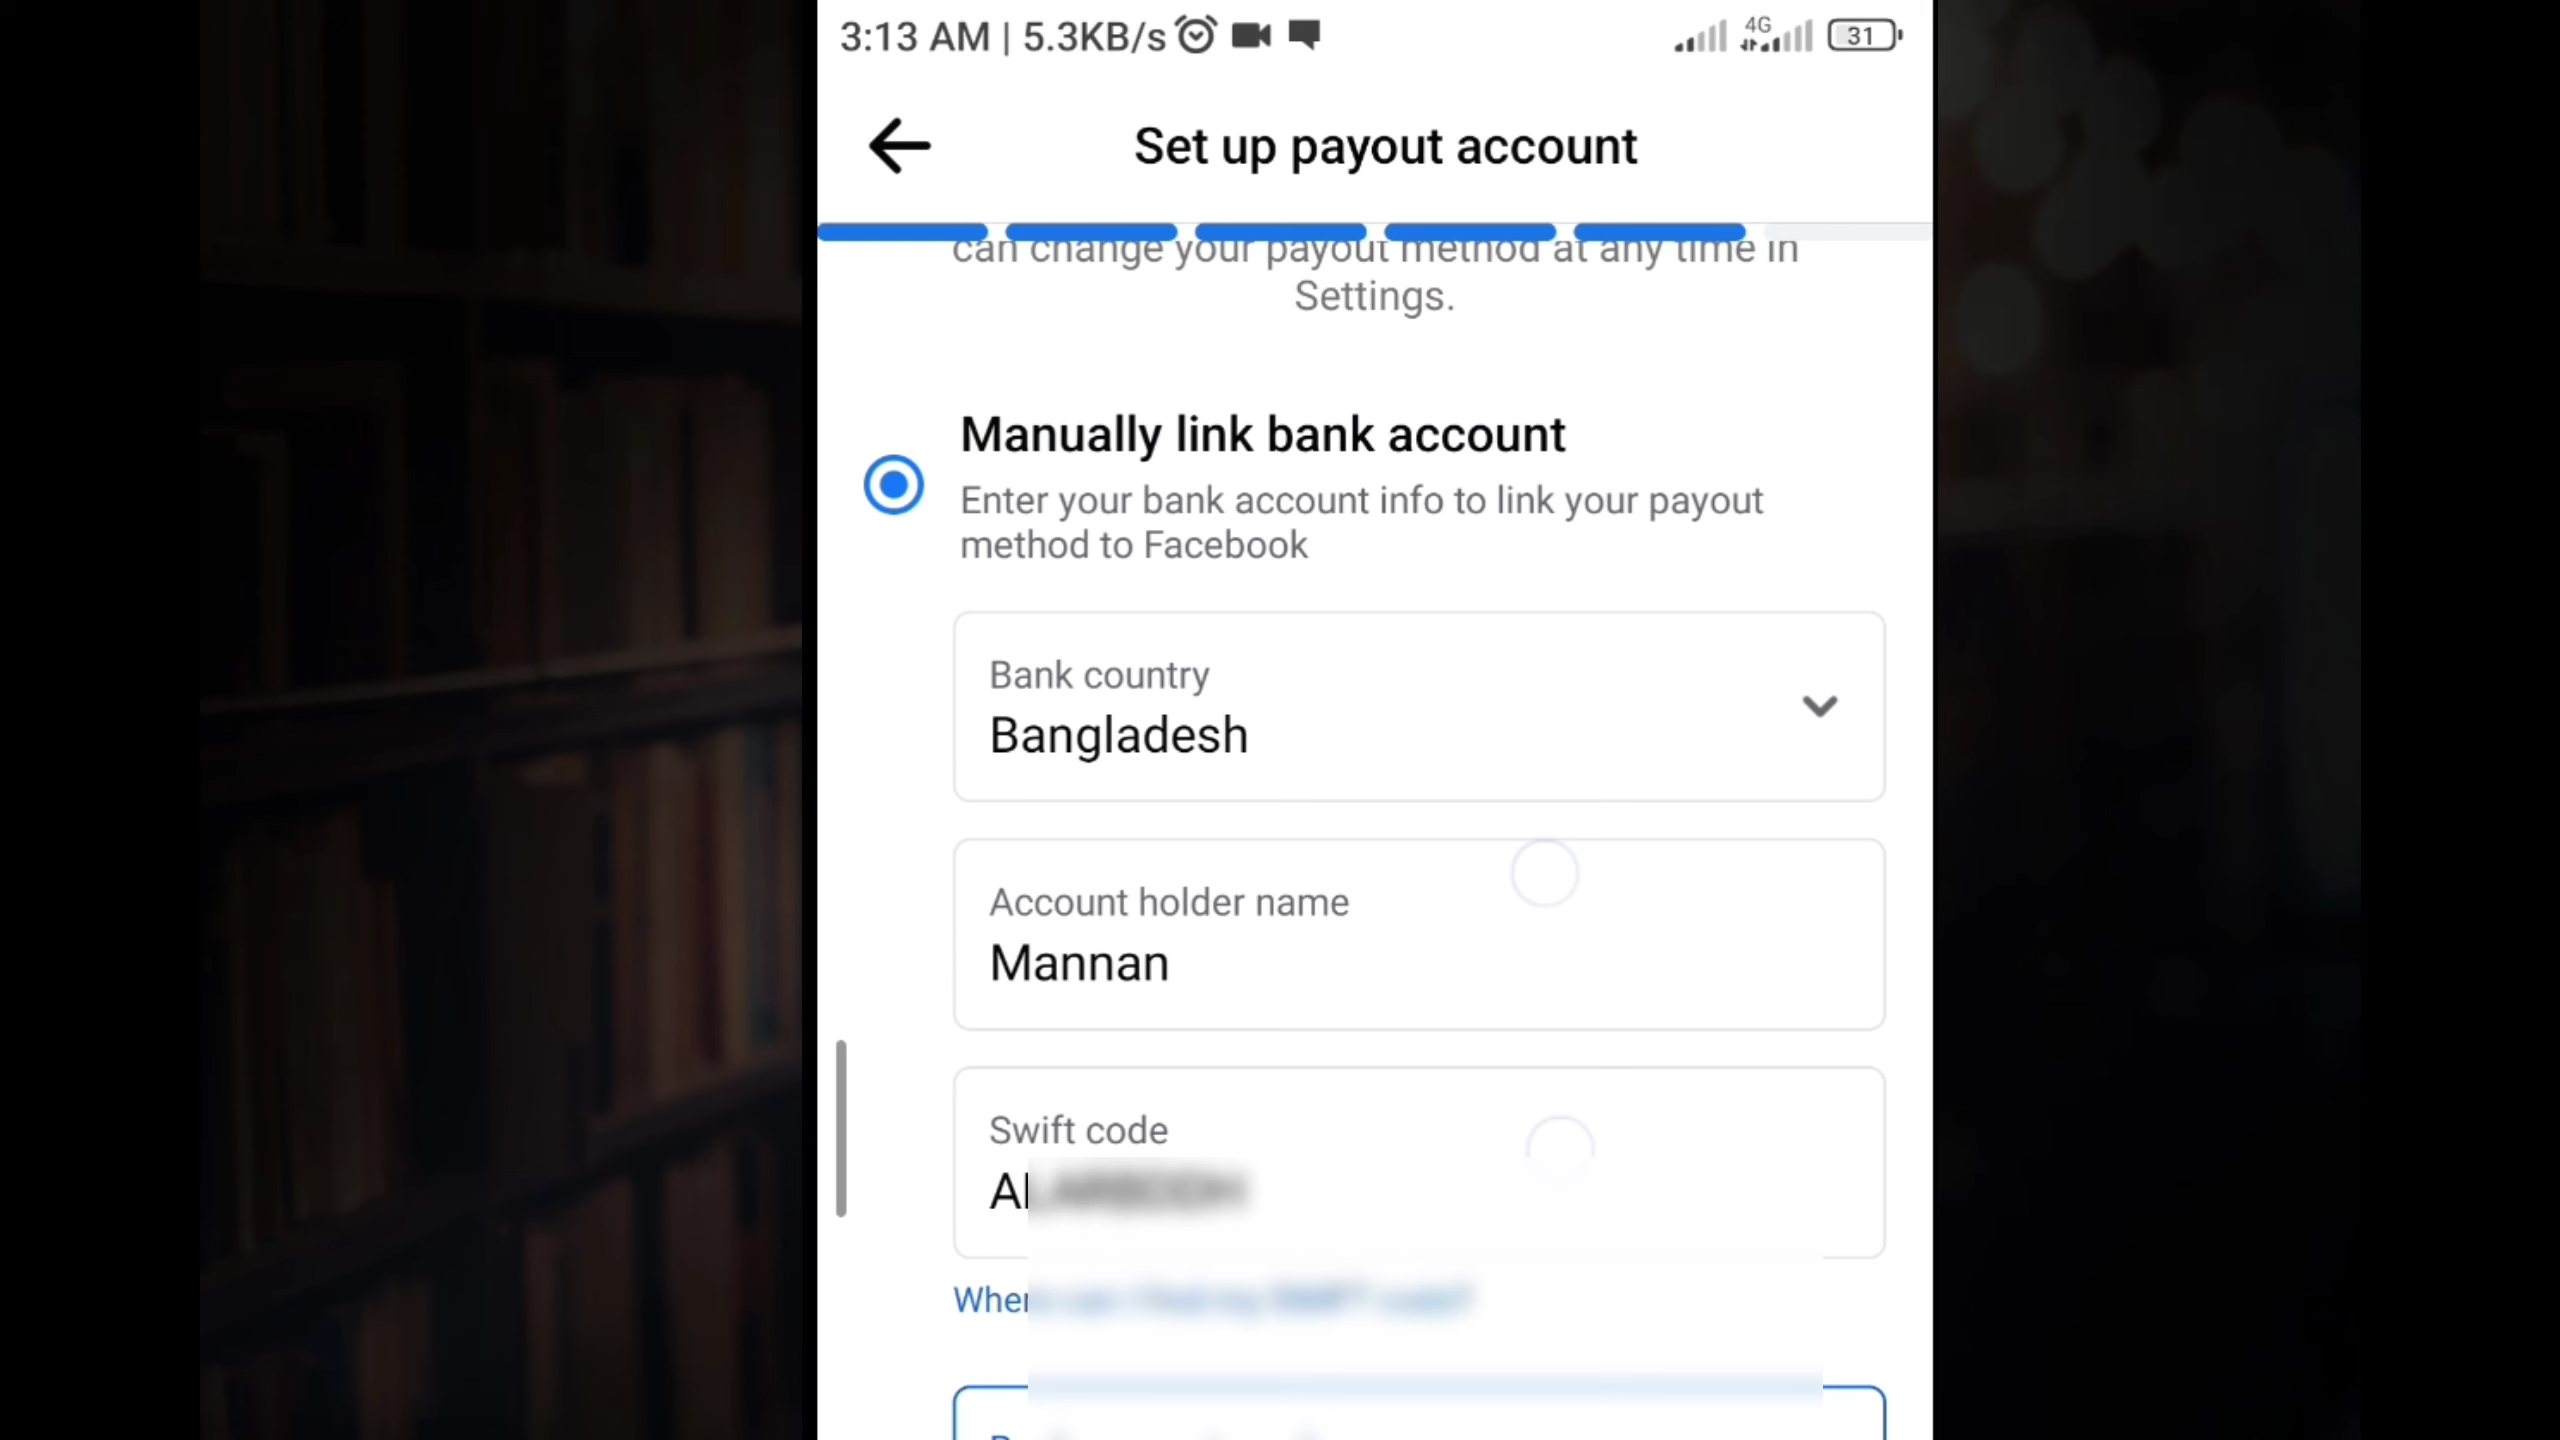 3:13 AM | 5.3KB/s
4G
31
Set up payout account
can change your payout method at any time in
Settings.
Manually link bank account
Enter your bank account info to link your payout
method to Facebook
Bank country
Bangladesh
Account holder name
Mannan
Swift code